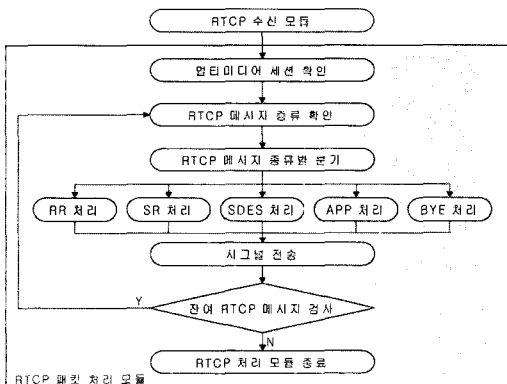 RTCP 수신 모듈
멀티미디어 세션 확인
RTCP 메시지 종류 확인
RTCP 메시지 종류별 분기
RR 처리
SR 처리
SDES 처리
APP 처리
BYE 처리
시그널 전송
Y
잔여 RTCP 메시지 검사
N
RTCP 처리 모듈 종료
RTCP 패킷 처리 모듈